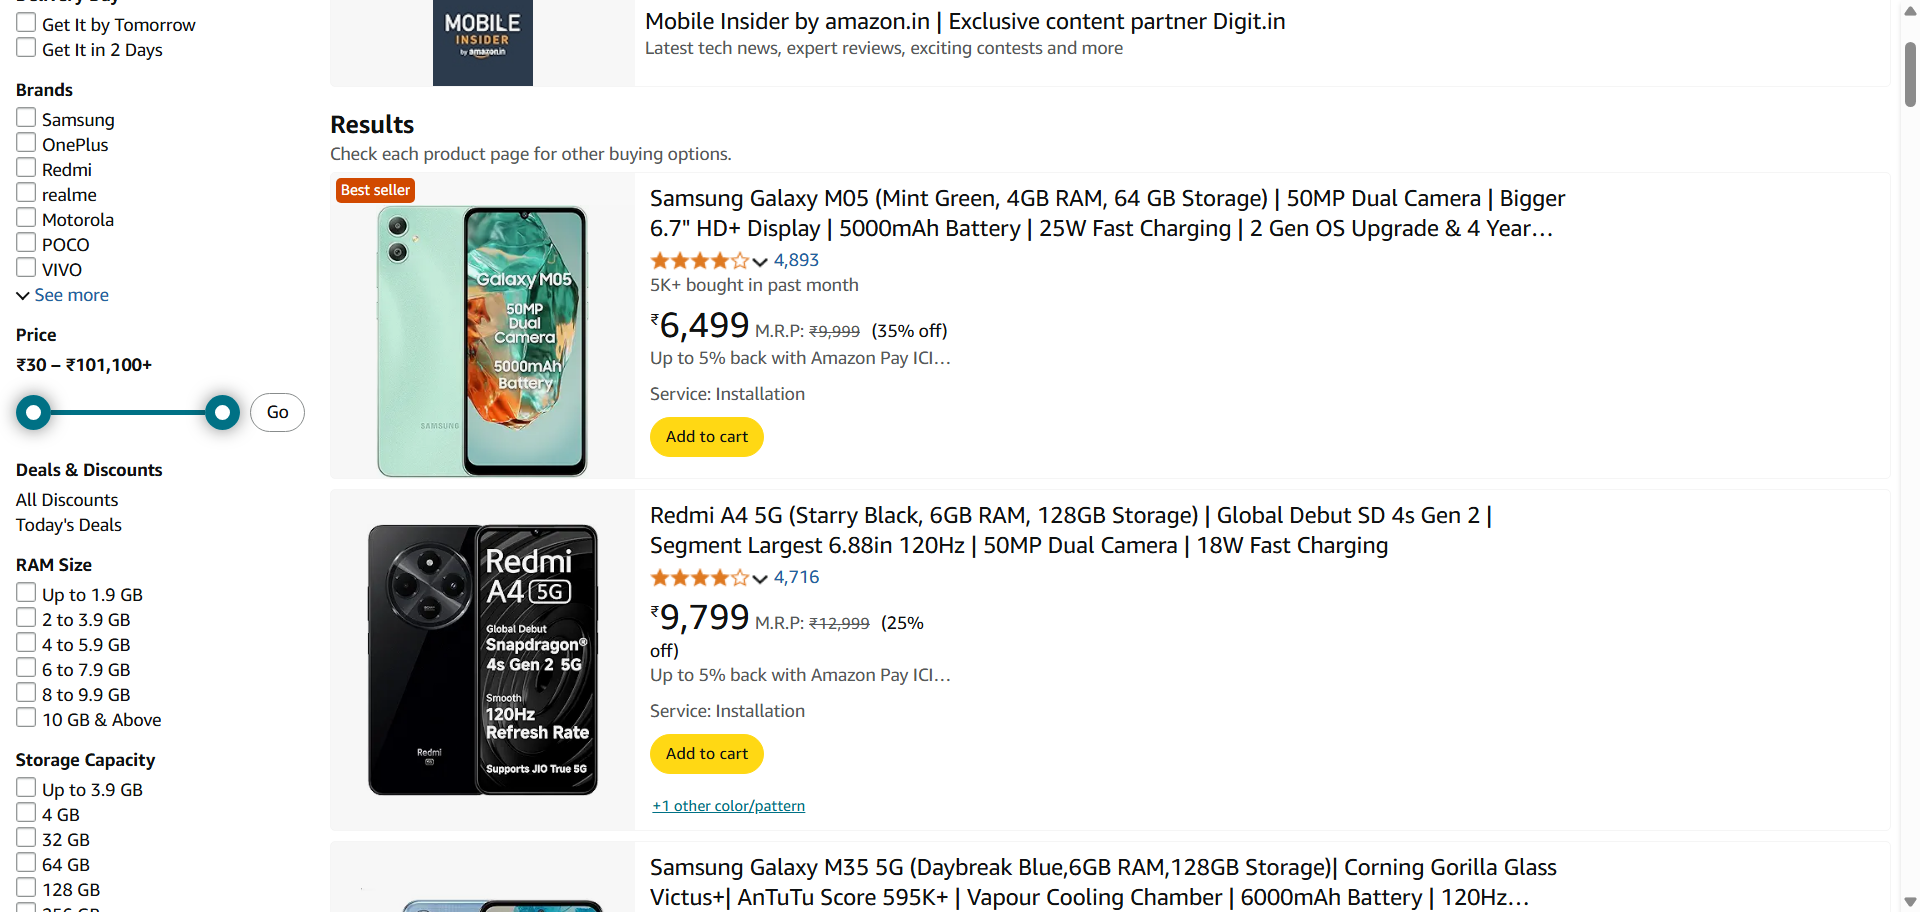 Get It by Tomorrow
Get It in 2 Days
Brands
Samsung
OnePlus
Redmi
realme
Motorola
POCO
VIVO
See more
Price
₹30 – ₹101,100+
Go
Deals & Discounts
All Discounts
Today's Deals
RAM Size
Up to 1.9 GB
2 to 3.9 GB
4 to 5.9 GB
6 to 7.9 GB
8 to 9.9 GB
10 GB & Above
Storage Capacity
Up to 3.9 GB
4 GB
32 GB
64 GB
128 GB
MOBILE
INSIDER
by amazon.in
Mobile Insider by amazon.in | Exclusive content partner Digit.in
Latest tech news, expert reviews, exciting contests and more
Results
Check each product page for other buying options.
Best seller
Galaxy M05
50MP
Dual
Camera
5000mAh
Battery
SAMSUNG
Samsung Galaxy M05 (Mint Green, 4GB RAM, 64 GB Storage) | 50MP Dual Camera | Bigger
6.7" HD+ Display | 5000mAh Battery | 25W Fast Charging | 2 Gen OS Upgrade & 4 Year…
4,893
5K+ bought in past month
₹6,499 M.R.P: ₹9,999 (35% off)
Up to 5% back with Amazon Pay ICI…
Service: Installation
Add to cart
Redmi
A4 5G
Global Debut
Snapdragon®
4s Gen 2 5G
Smooth
120Hz
Refresh Rate
Supports JIO True 5G
Redmi
5G
Redmi A4 5G (Starry Black, 6GB RAM, 128GB Storage) | Global Debut SD 4s Gen 2 |
Segment Largest 6.88in 120Hz | 50MP Dual Camera | 18W Fast Charging
4,716
₹9,799 M.R.P: ₹12,999 (25%
off)
Up to 5% back with Amazon Pay ICI…
Service: Installation
Add to cart
+1 other color/pattern
Samsung Galaxy M35 5G (Daybreak Blue,6GB RAM,128GB Storage)| Corning Gorilla Glass
Victus+| AnTuTu Score 595K+ | Vapour Cooling Chamber | 6000mAh Battery | 120Hz…